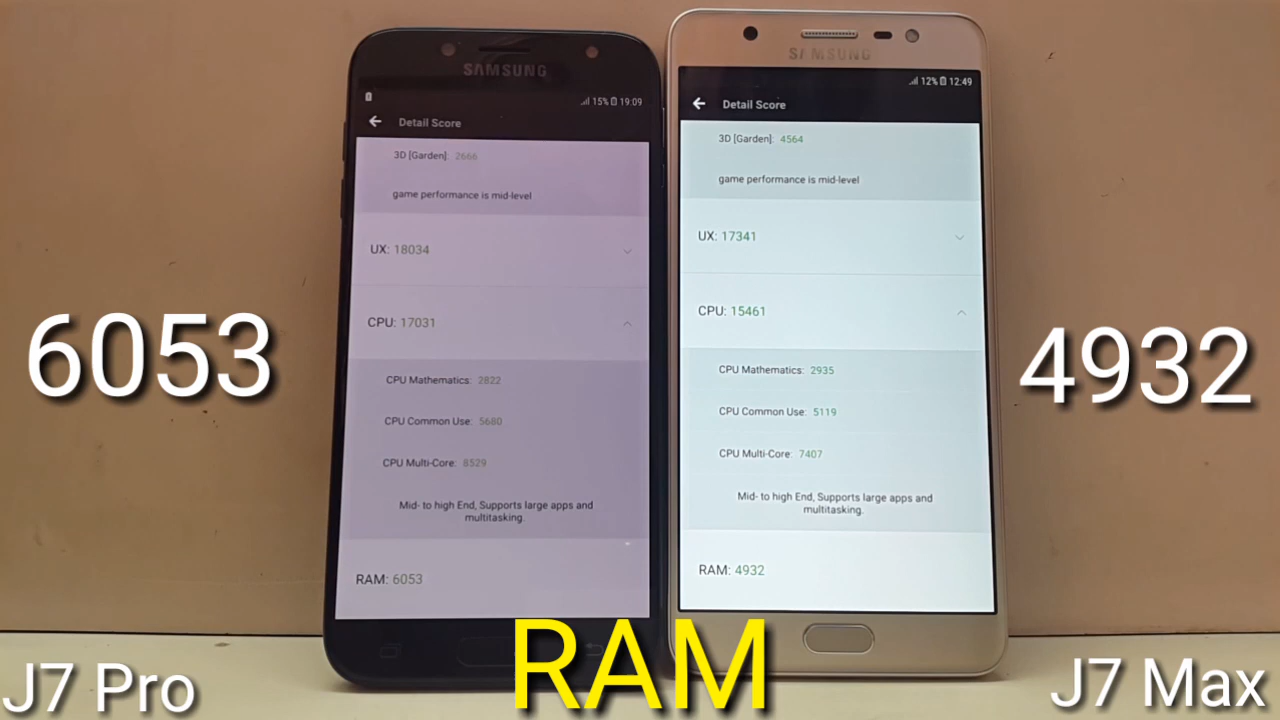 SAMSUNG
15% 19:09
Detail Score
3D [Garden]: 2666
game performance is mid-level
UX: 18034
CPU: 17031
CPU Mathematics: 2822
CPU Common Use: 5680
CPU Multi-Core: 8529
Mid- to high End, Supports large apps and
multitasking.
RAM: 6053
SAMSUNG
12% 12:49
Detail Score
3D [Garden]: 4564
game performance is mid-level
UX: 17341
CPU: 15461
CPU Mathematics: 2935
CPU Common Use: 5119
CPU Multi-Core: 7407
Mid- to high End, Supports large apps and
multitasking.
RAM: 4932
6053
4932
J7 Pro
RAM
J7 Max